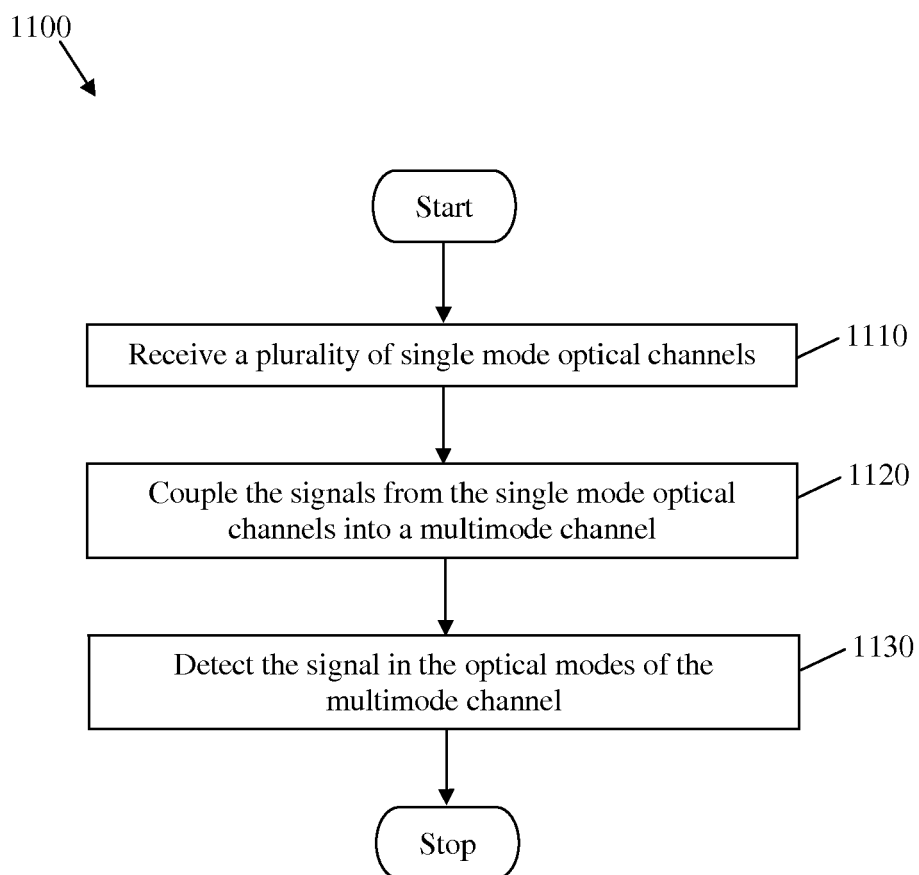 1100
Start
Receive a plurality of single mode optical channels
1110
Couple the signals from the single mode optical
channels into a multimode channel
1120
Detect the signal in the optical modes of the
multimode channel
1130
Stop